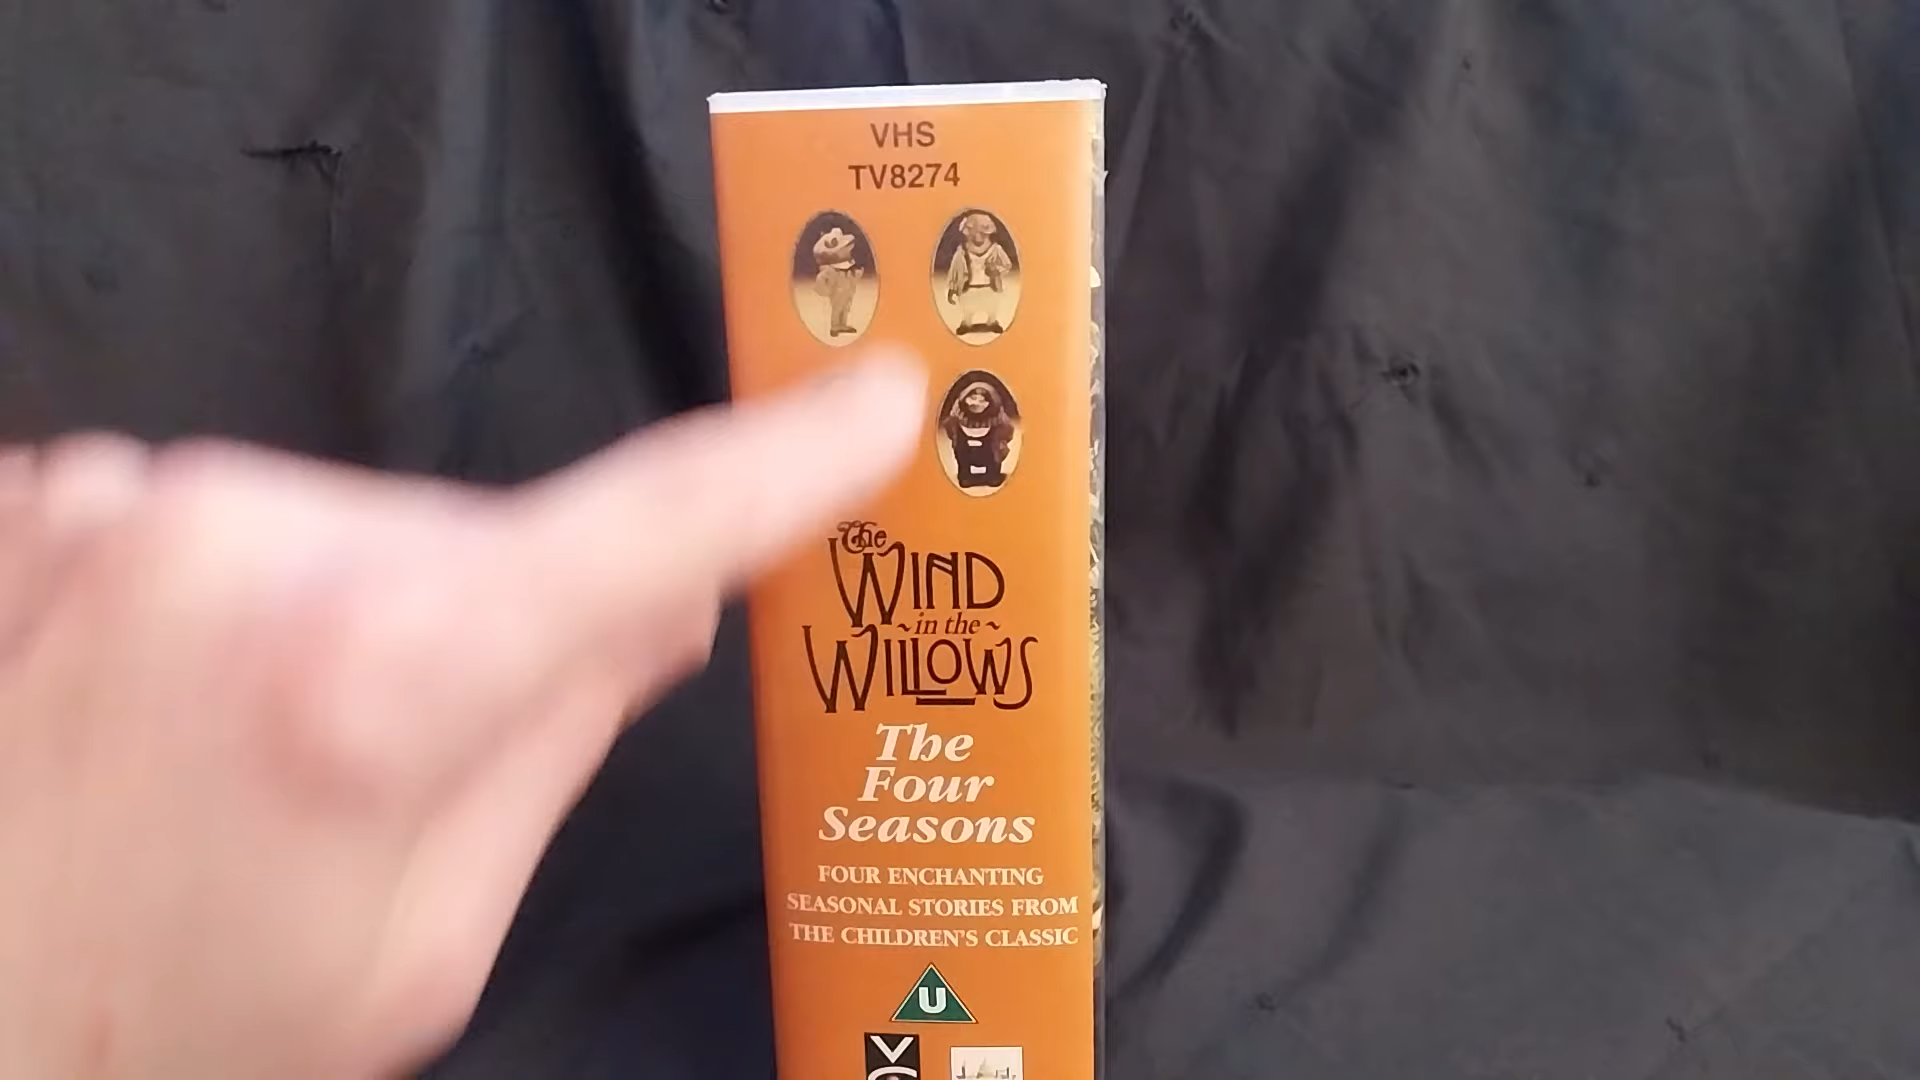 VHS
TV8274
The
WIND
~in the~
WILLOWS
The
Four
Seasons
FOUR ENCHANTING
SEASONAL STORIES FROM
THE CHILDREN'S CLASSIC
U
V